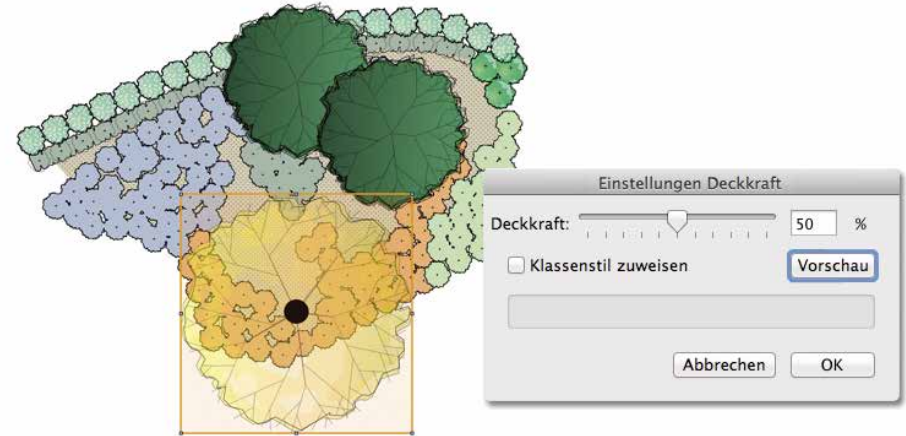 Einstellungen Deckkraft
Deckkraft: 50 %
Klassenstil zuweisen Vorschau
Abbrechen OK